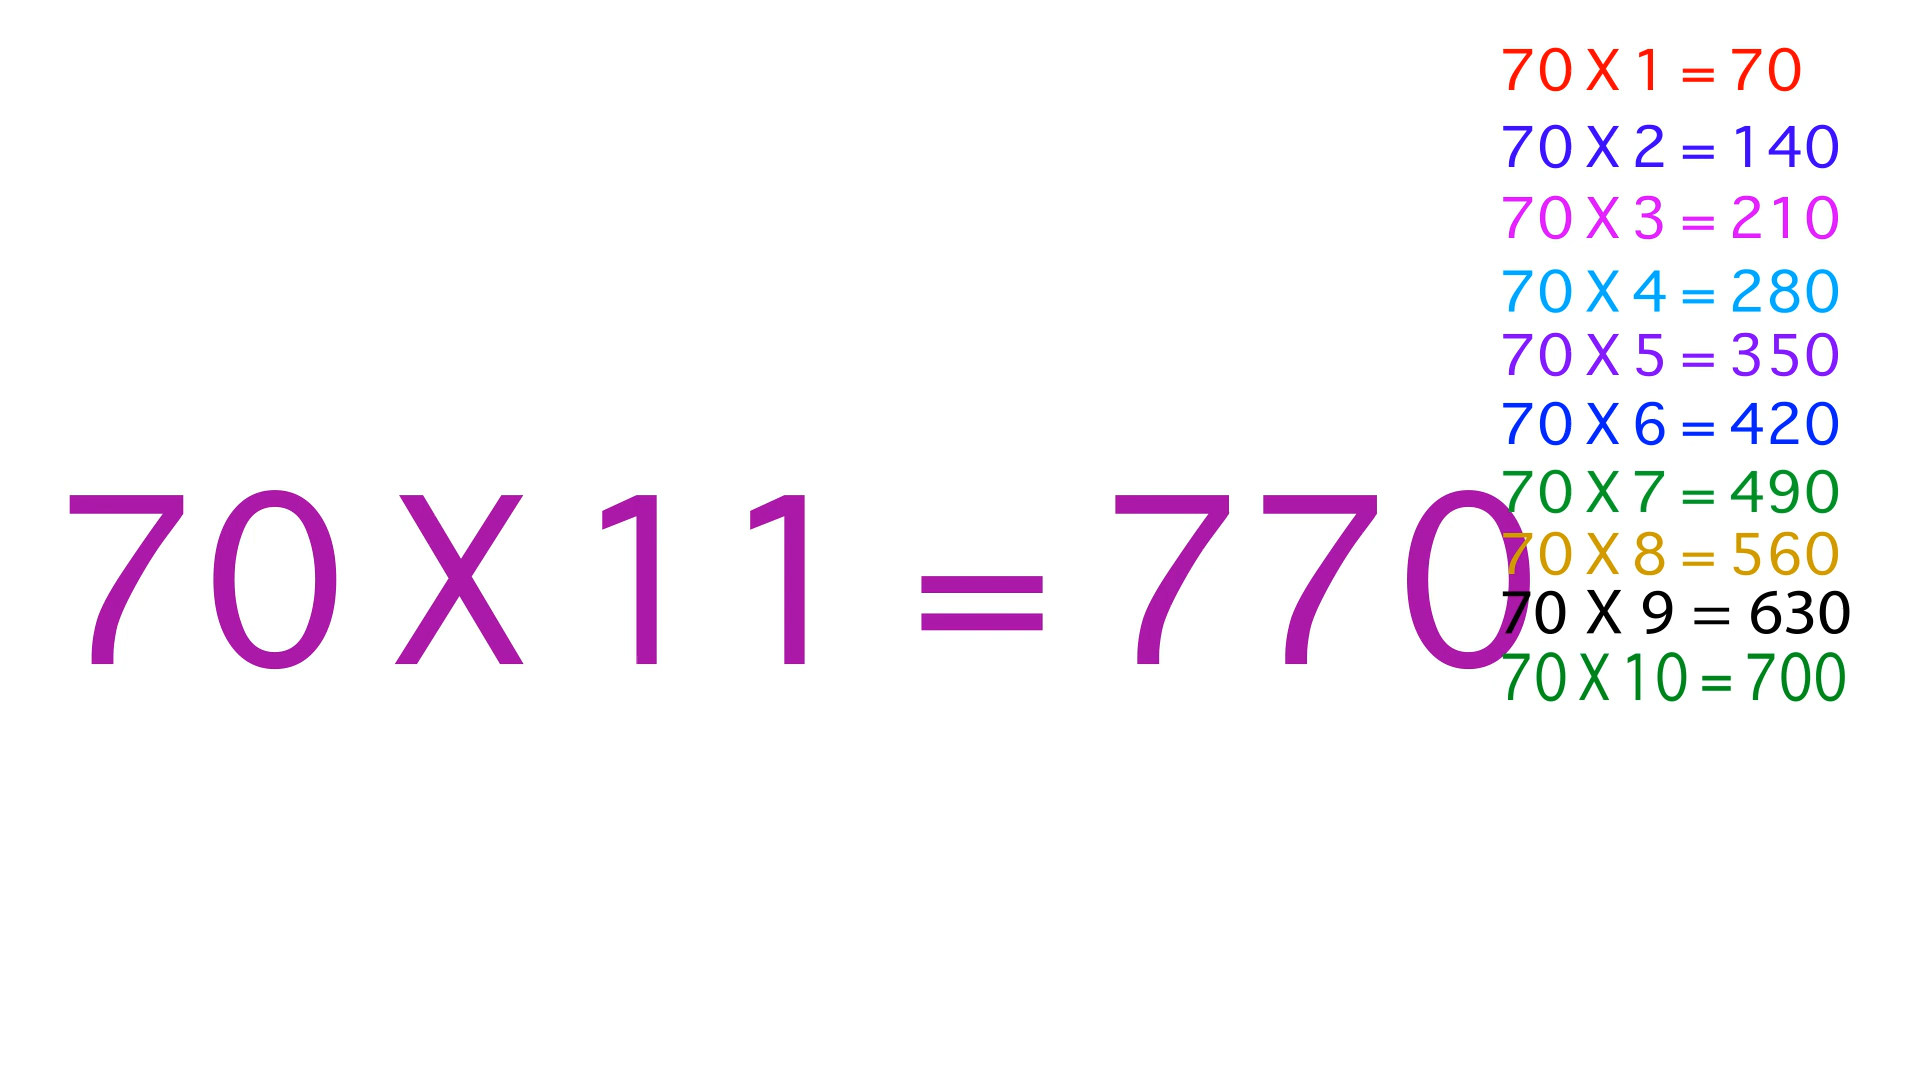 70 X 1 = 70
70 X 2 = 140
70 X 3 = 210
70 X 4 = 280
70 X 5 = 350
70 X 6 = 420
70 X 7 = 490
70 X 8 = 560
70 X 9 = 630
70 X 10 = 700
70 X 11 = 770